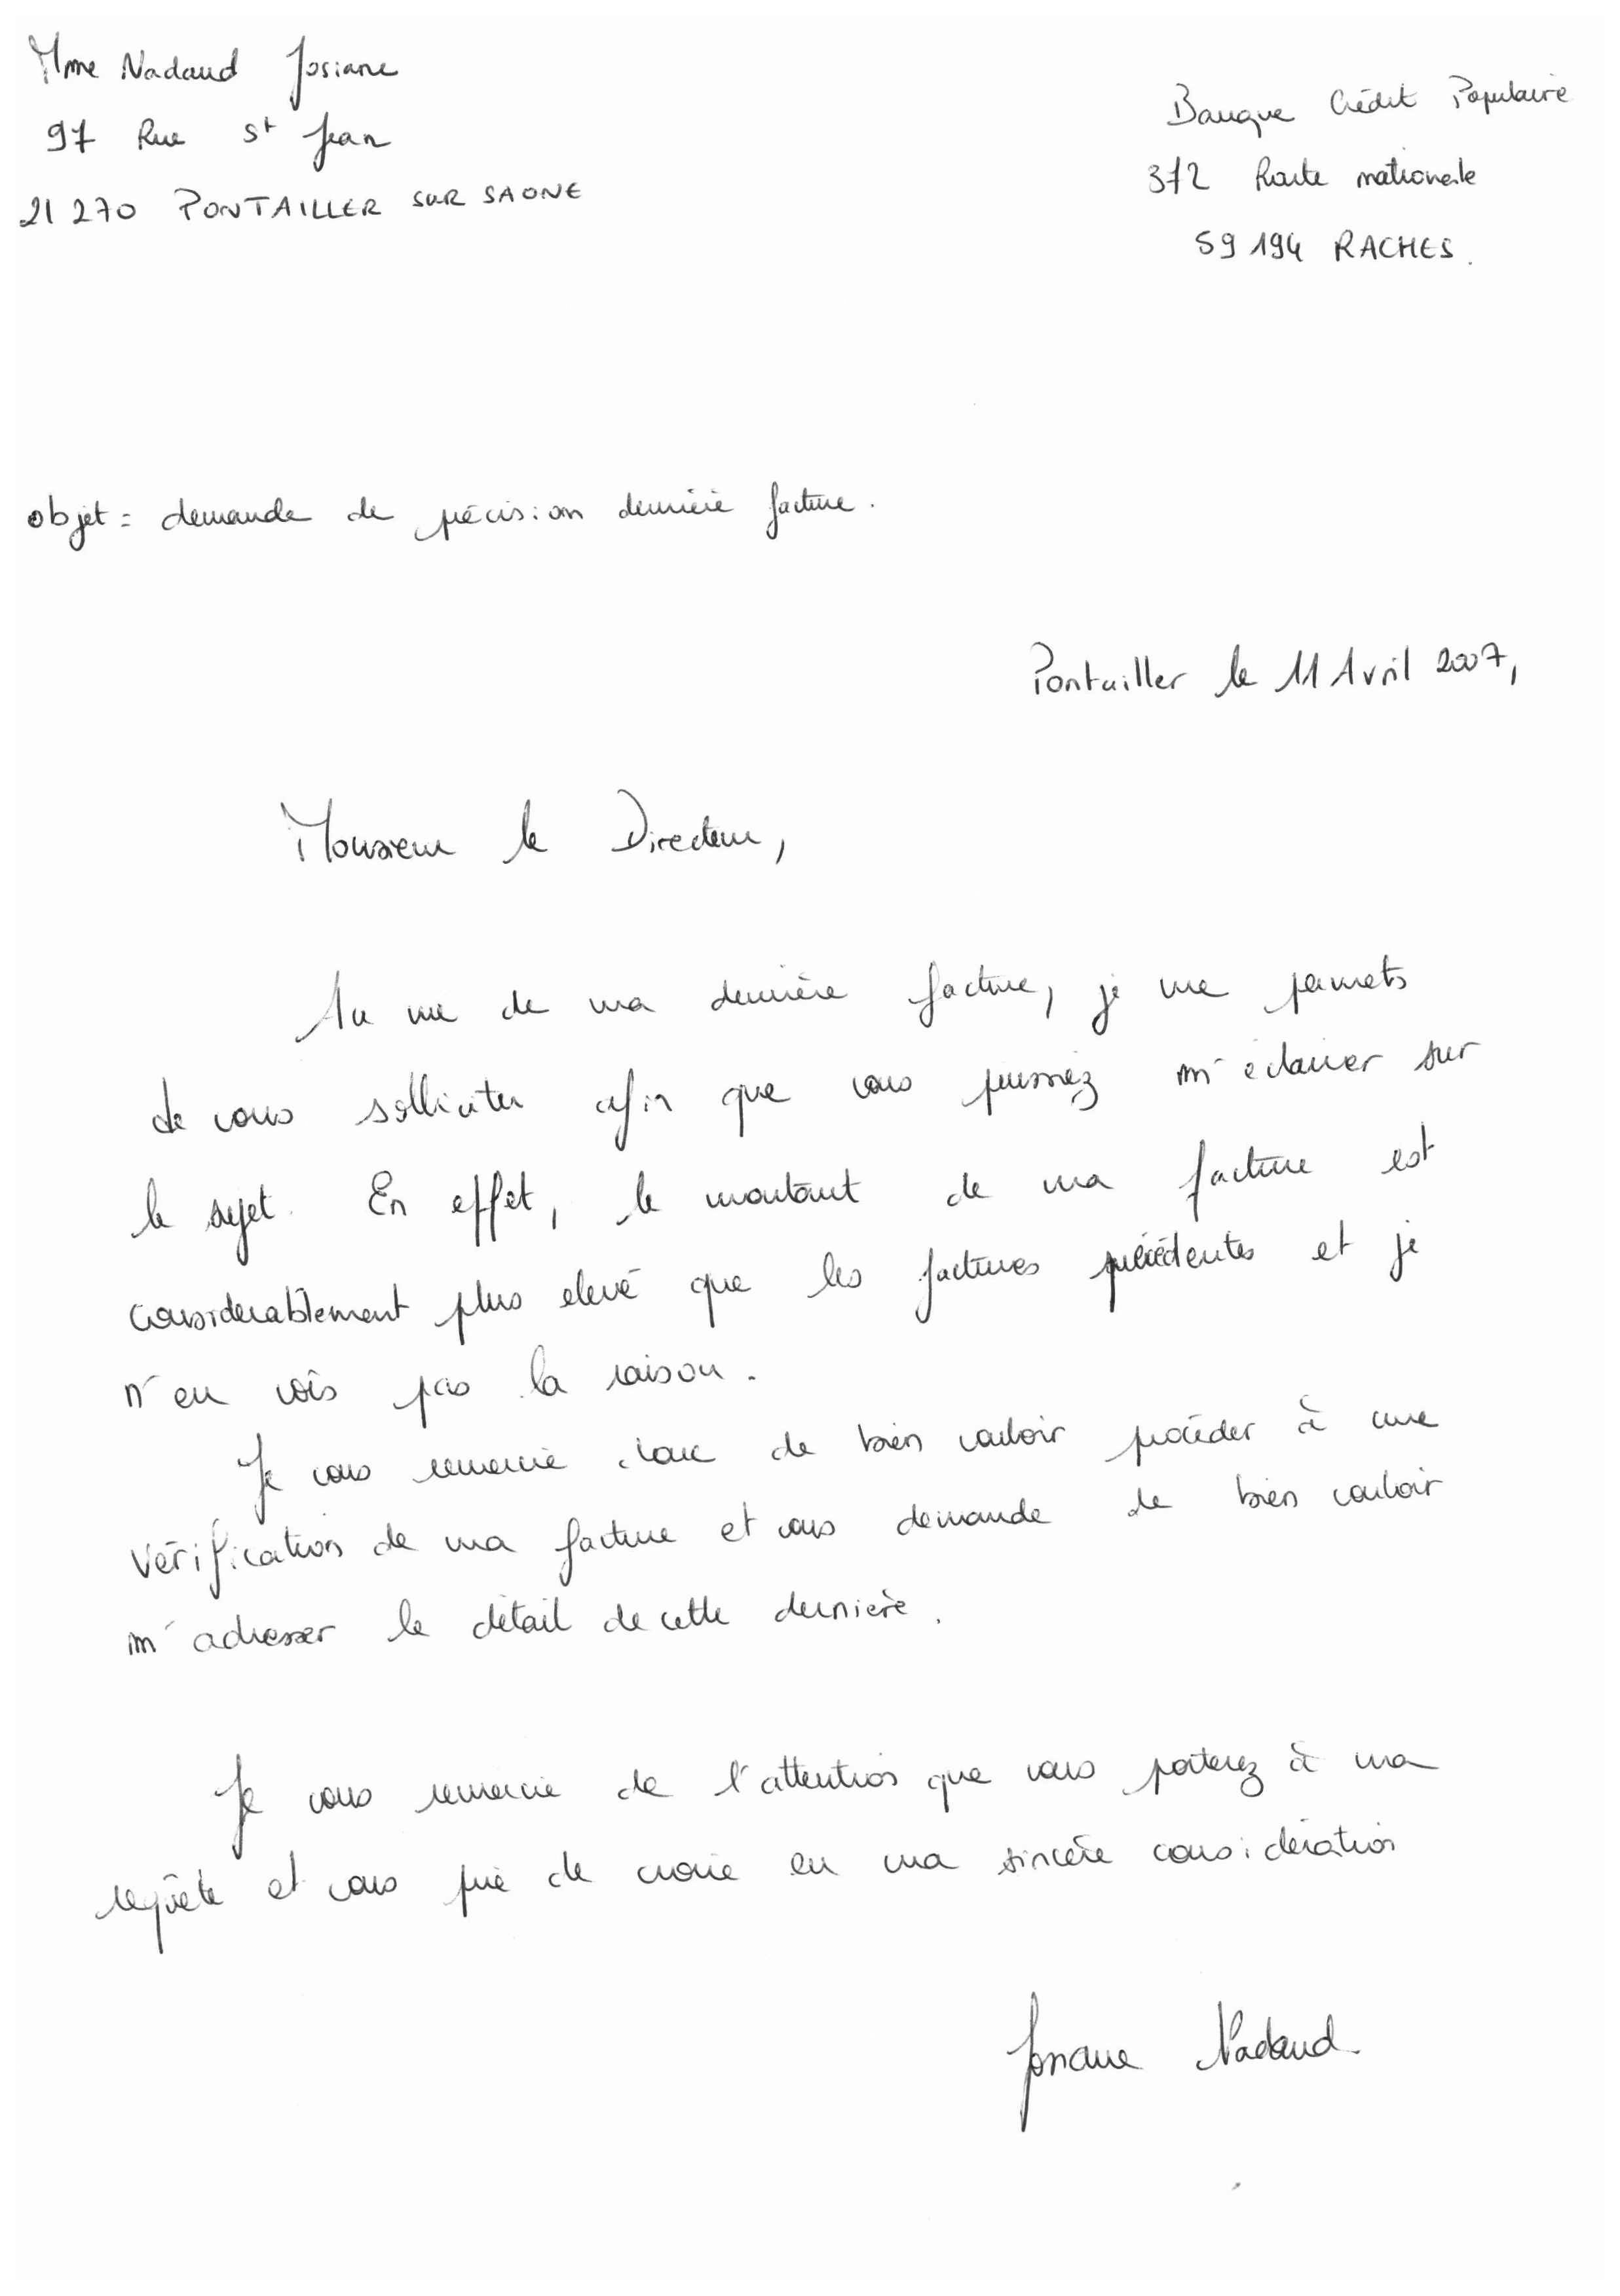 Mme Nadaud Josiane
97 Rue St Jean
21 270 PONTAILLER SUR SAONE
Banque Crédit Populaire
372 Route nationale
59 194 RACHES.
objet = demande de précision dernière facture.
Pontailler le 11 Avril 2007,
Monsieur le Directeur,
Au vue de ma dernière facture, je me permets
de vous solliciter afin que vous puissiez m'éclairer sur
le sujet. En effet, le montant de ma facture est
considerablement plus elevé que les factures précédentes et je
n'en vois pas la raison.
Je vous remercie donc de bien vouloir procéder à une
vérification de ma facture et vous demande de bien vouloir
m'adresser le détail de cette dernière.
Je vous remercie de l'attention que vous porterez à ma
requête et vous prie de croire en ma sincère considération
Josiane Nadaud